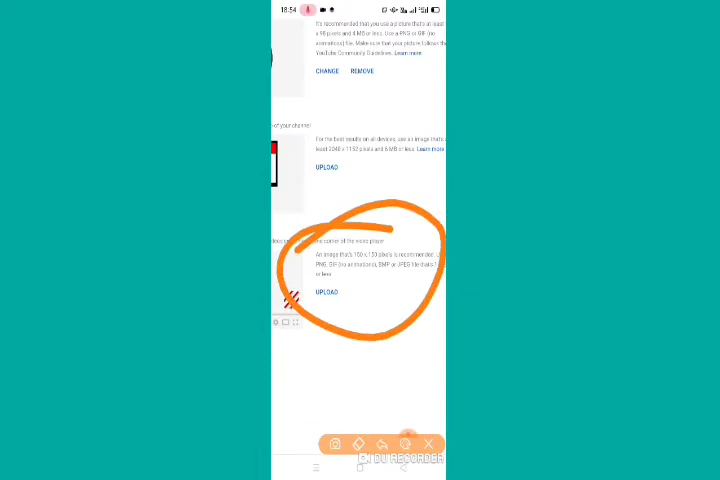 18:54
It's recommended that you use a picture that's at least
x 98 pixels and 4 MB or less. Use a PNG or GIF (no
animations) file. Make sure that your picture follows the
YouTube Community Guidelines. Learn more
CHANGE REMOVE
of your channel
For the best results on all devices, use an image that's
least 2048 x 1152 pixels and 6 MB or less. Learn more
UPLOAD
corner of the video player
An image that's 150 x 150 pixels is recommended.
PNG, GIF (no animations), BMP or JPEG file that's
or less
UPLOAD
DU RECORDER